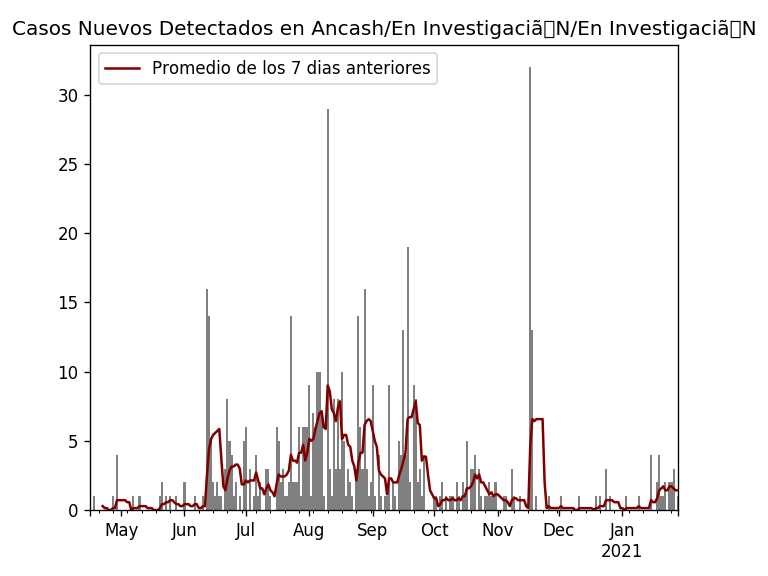 Casos Nuevos Detectados en Ancash/En Investigaciã▯N/En Investigaciã▯N
Promedio de los 7 dias anteriores
30
25
20
15
10
5
0
May Jun Jul Aug Sep Oct Nov Dec Jan
2021